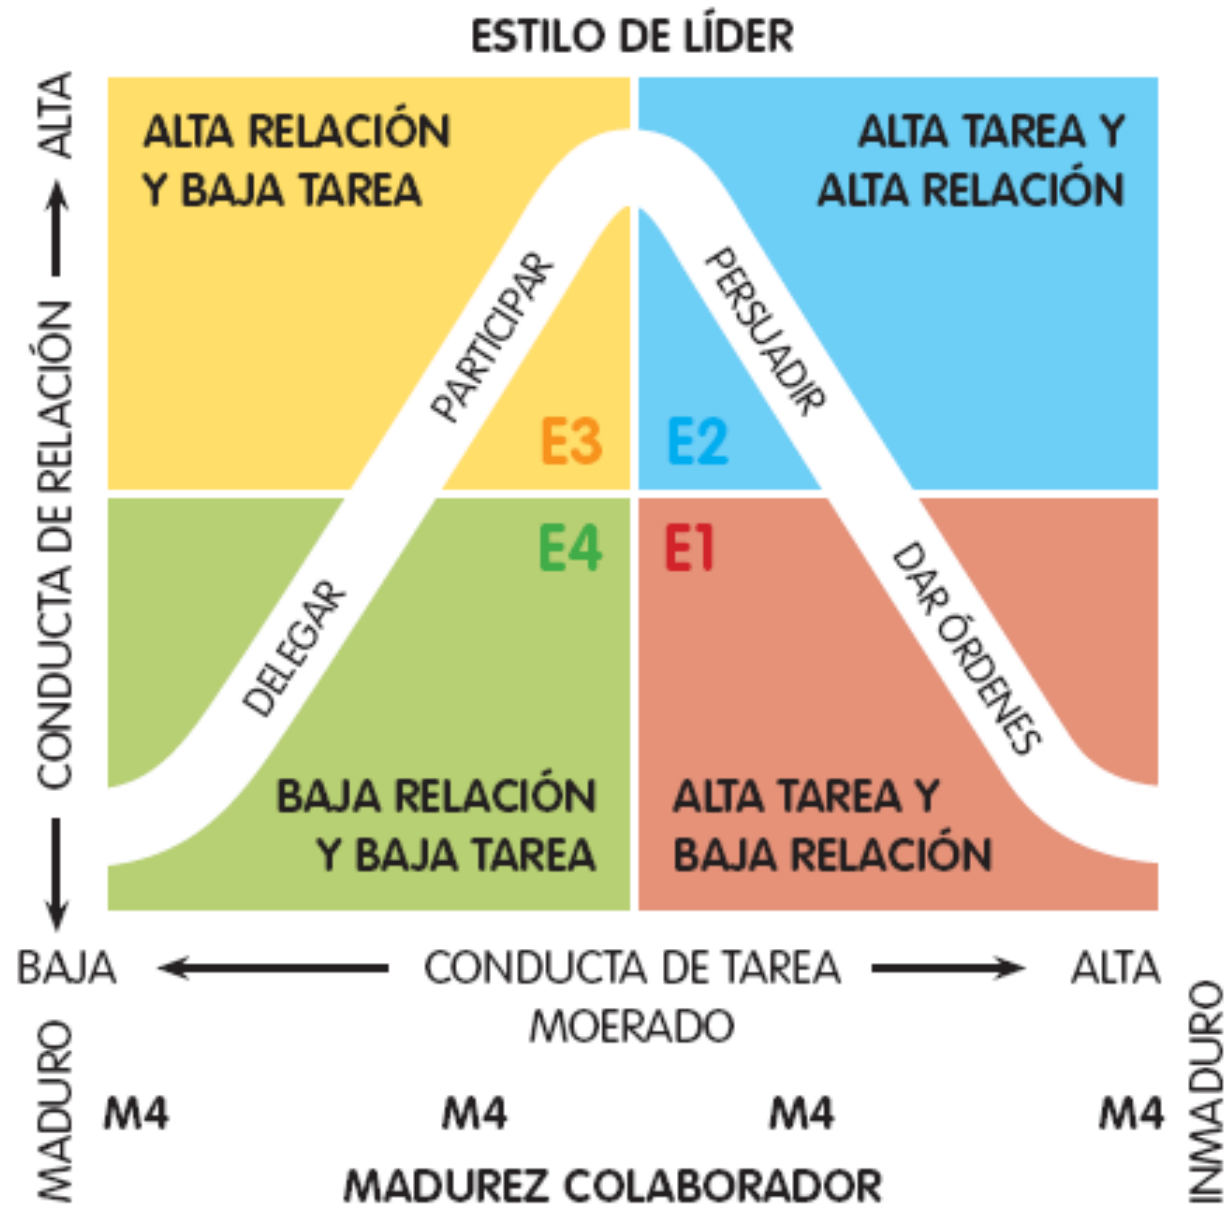 ESTILO DE LÍDER
ALTA
CONDUCTA DE RELACIÓN
ALTA RELACIÓN
Y BAJA TAREA
ALTA TAREA Y
ALTA RELACIÓN
PARTICIPAR
PERSUADIR
E3
E2
E4
E1
DELEGAR
DAR ÓRDENES
BAJA RELACIÓN
Y BAJA TAREA
ALTA TAREA Y
BAJA RELACIÓN
BAJA
CONDUCTA DE TAREA
ALTA
MOERADO
MADURO
M4
M4
M4
M4
INMADURO
MADUREZ COLABORADOR